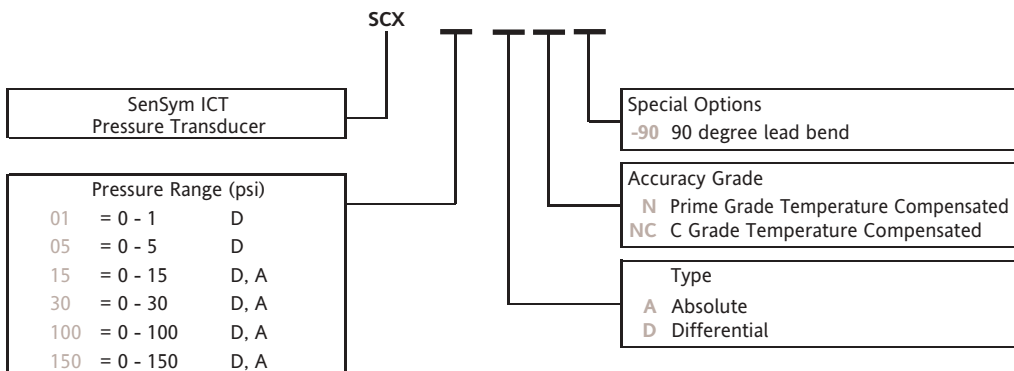 SCX
SenSym ICT
Pressure Transducer
Pressure Range (psi)
01 = 0 - 1 D
05 = 0 - 5 D
15 = 0 - 15 D, A
30 = 0 - 30 D, A
100 = 0 - 100 D, A
150 = 0 - 150 D, A
Special Options
-90 90 degree lead bend
Accuracy Grade
N Prime Grade Temperature Compensated
NC C Grade Temperature Compensated
Type
A Absolute
D Differential